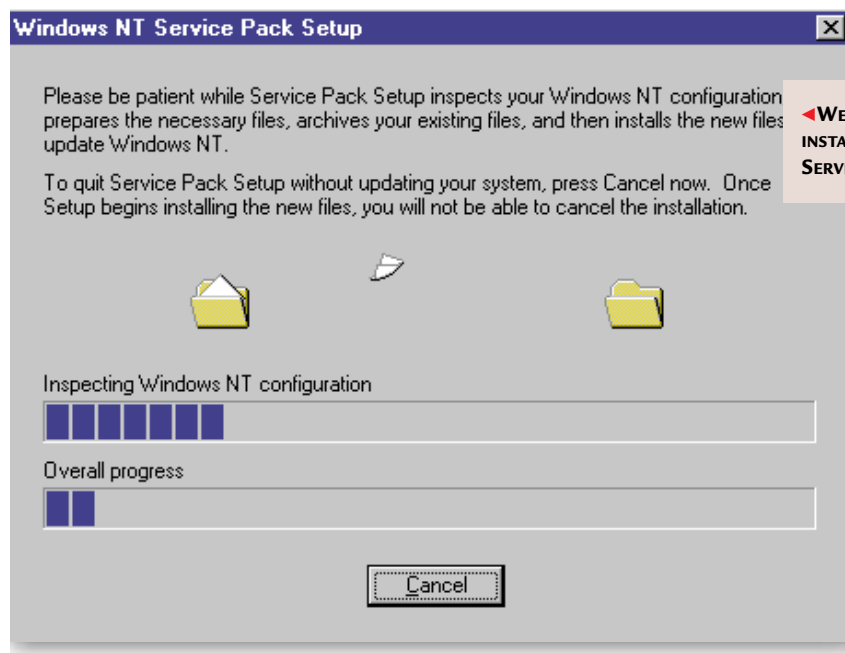 Windows NT Service Pack Setup
Please be patient while Service Pack Setup inspects your Windows NT configuration
prepares the necessary files, archives your existing files, and then installs the new files
update Windows NT.
To quit Service Pack Setup without updating your system, press Cancel now.  Once
Setup begins installing the new files, you will not be able to cancel the installation.
Inspecting Windows NT configuration
Overall progress
Cancel